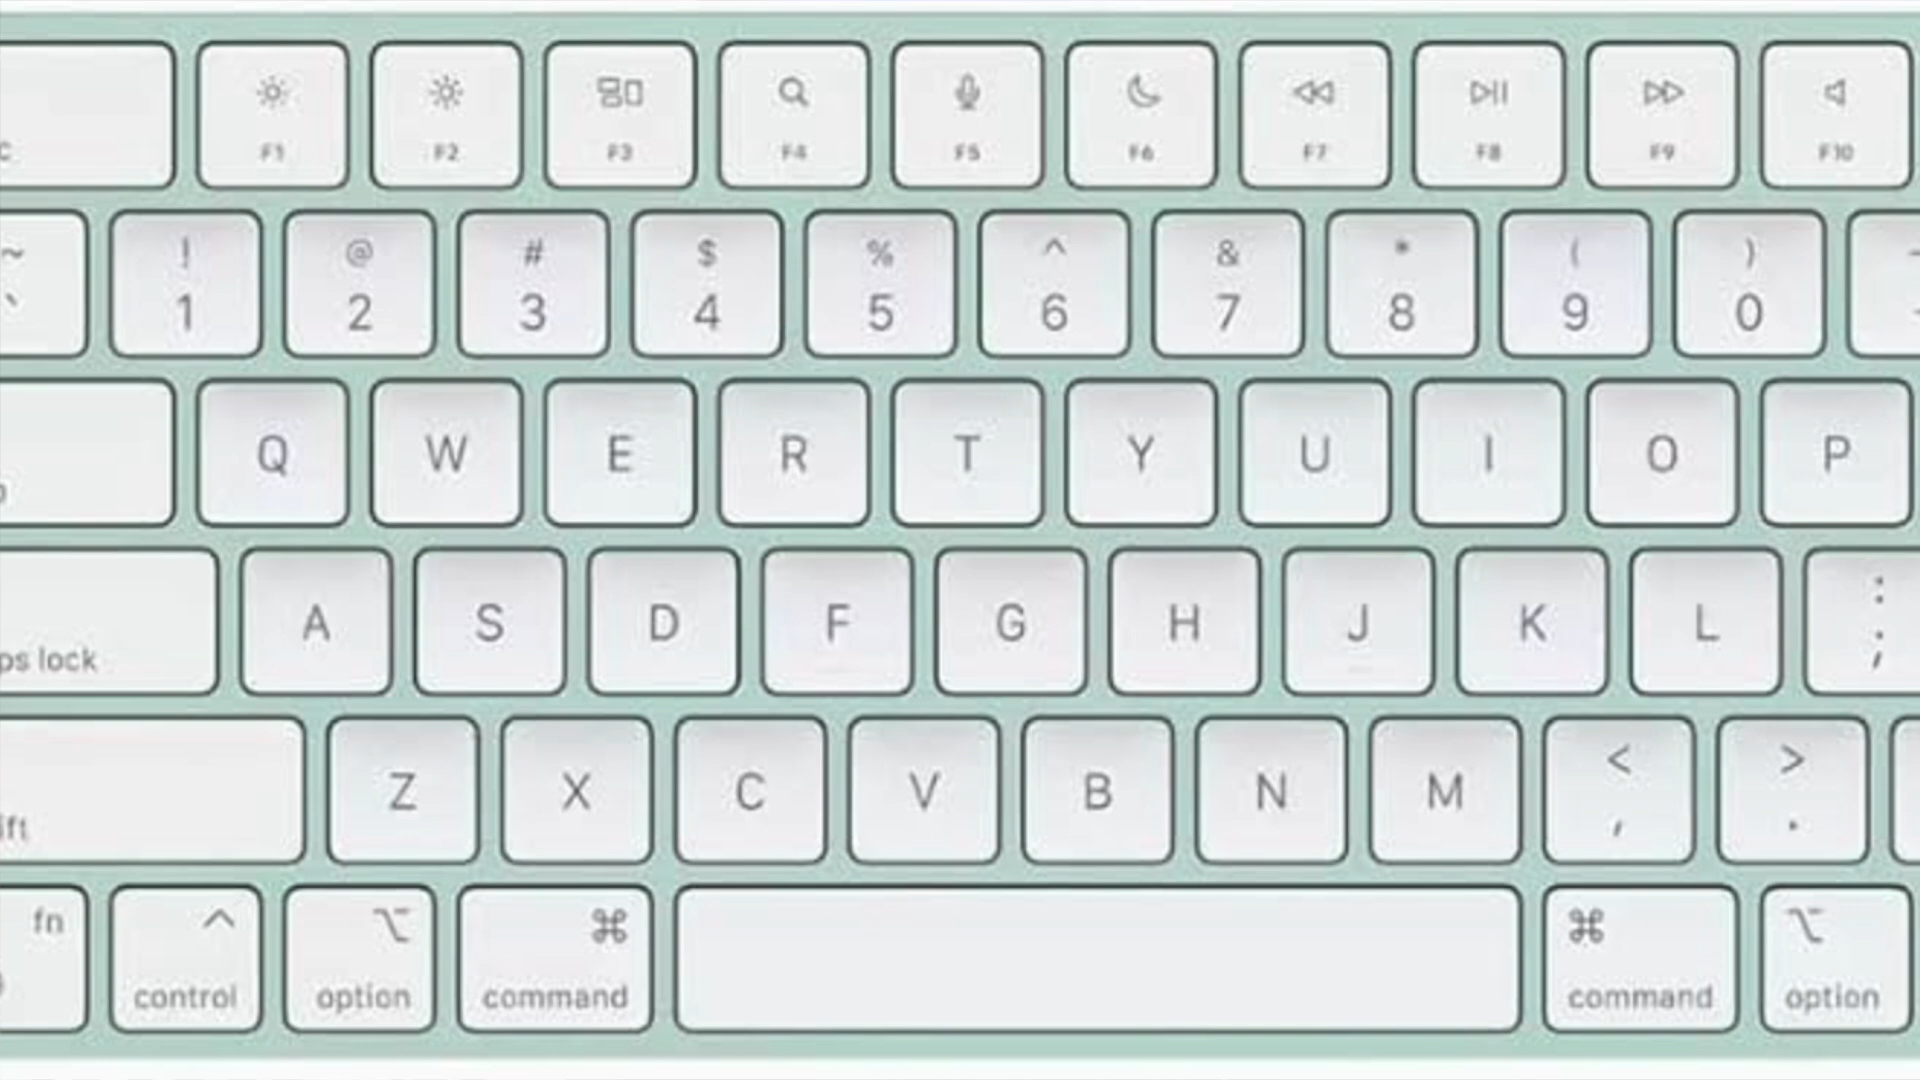 F1 F2 F3 F4 F5 F6 F7 F8 F9 F10
~ ! @ # $ % ^ & * ( )
` 1 2 3 4 5 6 7 8 9 0
Q W E R T Y U I O P
A S D F G H J K L :
ps lock ;
Z X C V B N M < >
ift , .
fn ^ ⌥ ⌘ ⌘ ⌥
control option command command option